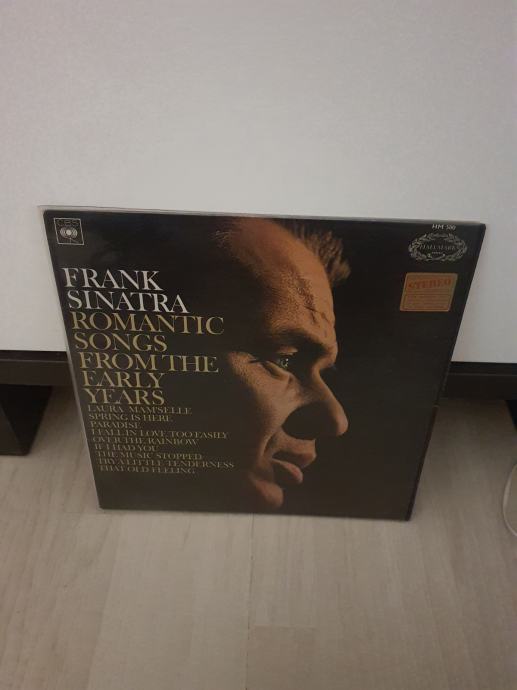 CBS
HM 500
HALLMARK
STEREO
FRANK
SINATRA
ROMANTIC
SONGS
FROM THE
EARLY
YEARS
LAURA MAM'SELLE
SPRING IS HERE
PARADISE
I FALL IN LOVE TOO EASILY
OVER THE RAINBOW
IF I HAD YOU
THE MUSIC STOPPED
TRY A LITTLE TENDERNESS
THAT OLD FEELING